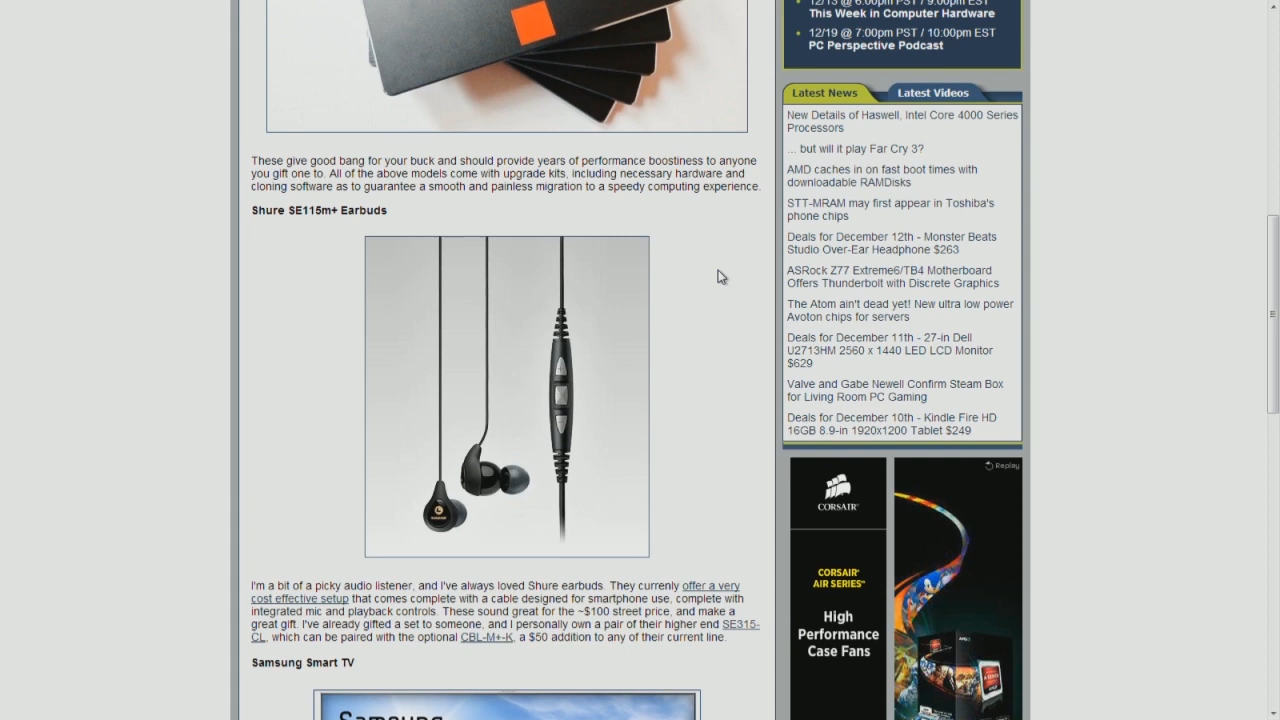 12/13 @ 6:00pm PST / 9:00pm EST
This Week in Computer Hardware
12/19 @ 7:00pm PST / 10:00pm EST
PC Perspective Podcast
Latest News
Latest Videos
New Details of Haswell, Intel Core 4000 Series
Processors
... but will it play Far Cry 3?
AMD caches in on fast boot times with
downloadable RAMDisks
STT-MRAM may first appear in Toshiba's
phone chips
Deals for December 12th - Monster Beats
Studio Over-Ear Headphone $263
ASRock Z77 Extreme6/TB4 Motherboard
Offers Thunderbolt with Discrete Graphics
The Atom ain't dead yet! New ultra low power
Avoton chips for servers
Deals for December 11th - 27-in Dell
U2713HM 2560 x 1440 LED LCD Monitor
$629
Valve and Gabe Newell Confirm Steam Box
for Living Room PC Gaming
Deals for December 10th - Kindle Fire HD
16GB 8.9-in 1920x1200 Tablet $249
These give good bang for your buck and should provide years of performance boostiness to anyone
you gift one to. All of the above models come with upgrade kits, including necessary hardware and
cloning software as to guarantee a smooth and painless migration to a speedy computing experience.
Shure SE115m+ Earbuds
I'm a bit of a picky audio listener, and I've always loved Shure earbuds. They currenly offer a very
cost effective setup that comes complete with a cable designed for smartphone use, complete with
integrated mic and playback controls. These sound great for the ~$100 street price, and make a
great gift. I've already gifted a set to someone, and I personally own a pair of their higher end SE315-
CL, which can be paired with the optional CBL-M+-K, a $50 addition to any of their current line.
Samsung Smart TV
Samsung
Replay
CORSAIR
CORSAIR®
AIR SERIES™
High
Performance
Case Fans